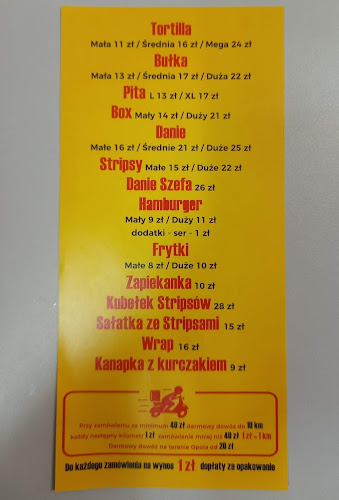 Tortilla
Mała 11 zł / Średnia 16 zł / Mega 24 zł
Bułka
Mała 13 zł / Średnia 17 zł / Duża 22 zł
Pita L 13 zł / XL 17 zł
Box Mały 14 zł / Duży 21 zł
Danie
Małe 16 zł / Średnie 21 zł / Duże 25 zł
Stripsy Małe 15 zł / Duże 22 zł
Danie Szefa 26 zł
Hamburger
Mały 9 zł / Duży 11 zł
dodatki - ser - 1 zł
Frytki
Małe 8 zł / Duże 10 zł
Zapiekanka 10 zł
Kubełek Stripsów 28 zł
Sałatka ze Stripsami 15 zł
Wrap 16 zł
Kanapka z kurczakiem 9 zł
Przy zamówieniu za minimum 40 zł darmowy dowóz do 10 km
każdy następny kilometr 1 zł zamówienie mniej niż 40 zł 1 zł = 1 km
Darmowy dowóz na terenie Opola od 20 zł
Do każdego zamówienia na wynos 1 zł dopłaty za opakowanie